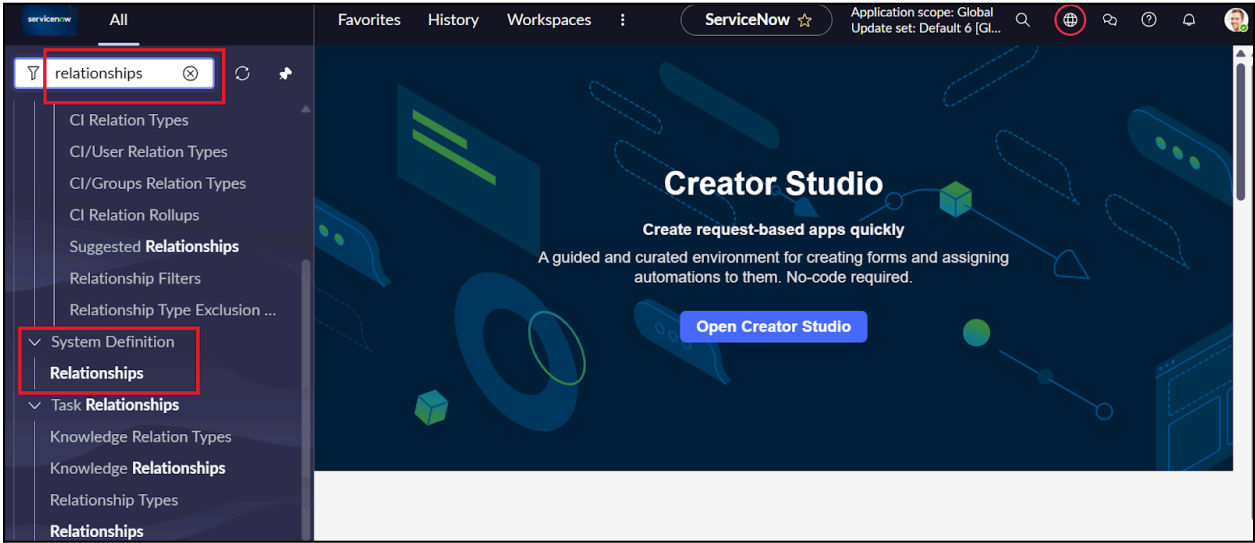 servicenow
All
Favorites
History
Workspaces
ServiceNow
Application scope: Global
Update set: Default 6 [Gl...
relationships
CI Relation Types
CI/User Relation Types
CI/Groups Relation Types
CI Relation Rollups
Suggested Relationships
Relationship Filters
Relationship Type Exclusion ...
System Definition
Relationships
Task Relationships
Knowledge Relation Types
Knowledge Relationships
Relationship Types
Relationships
Creator Studio
Create request-based apps quickly
A guided and curated environment for creating forms and assigning
automations to them. No-code required.
Open Creator Studio